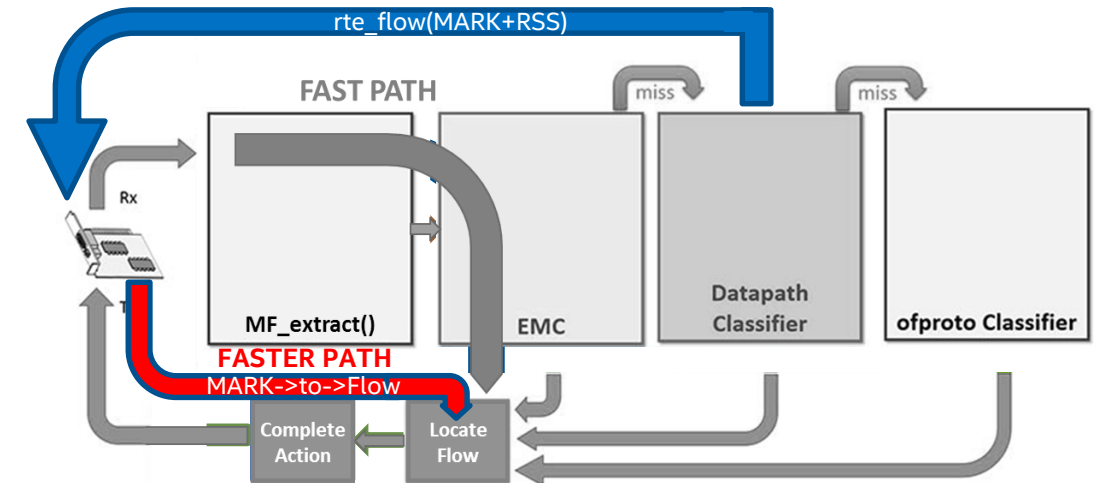 rte_flow(MARK+RSS)
FAST PATH
miss
miss
Rx
T
MF_extract()
EMC
Datapath
Classifier
ofproto Classifier
FASTER PATH
MARK->to->Flow
Complete
Action
Locate
Flow